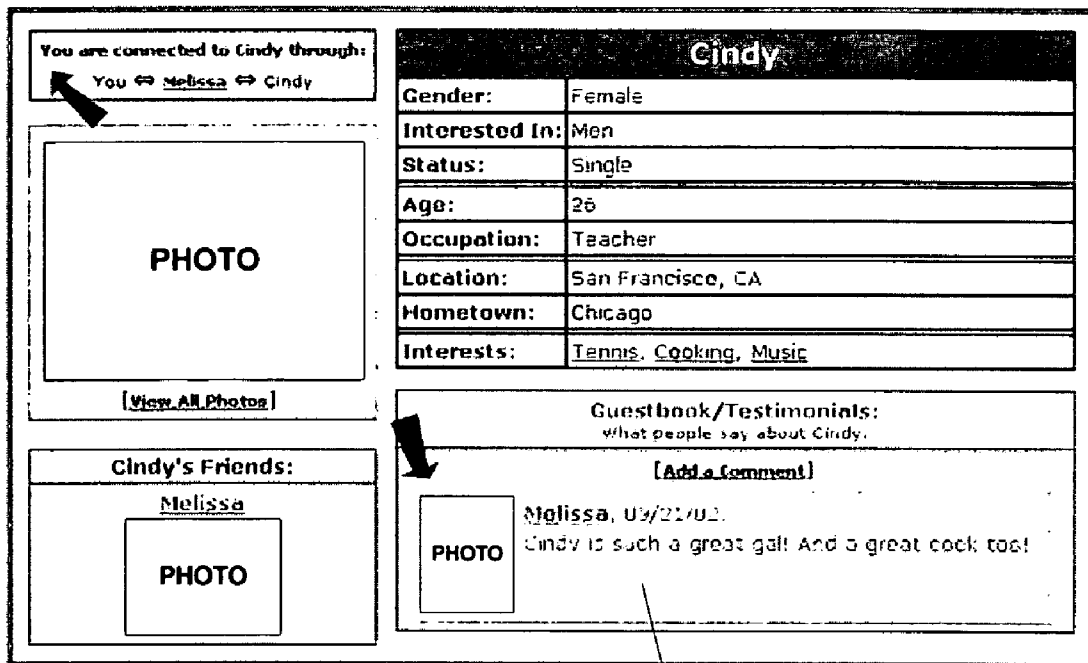 You are connected to Cindy through:
You ⇔ Melissa ⇔ Cindy
PHOTO
[View All Photos]
Cindy's Friends:
Melissa
PHOTO
Cindy
Gender: Female
Interested In: Men
Status: Single
Age: 26
Occupation: Teacher
Location: San Francisco, CA
Hometown: Chicago
Interests: Tennis, Cooking, Music
Guestbook/Testimonials:
What people say about Cindy.
[Add a Comment]
PHOTO
Melissa, 09/21/02.
Cindy is such a great gal! And a great cook too!